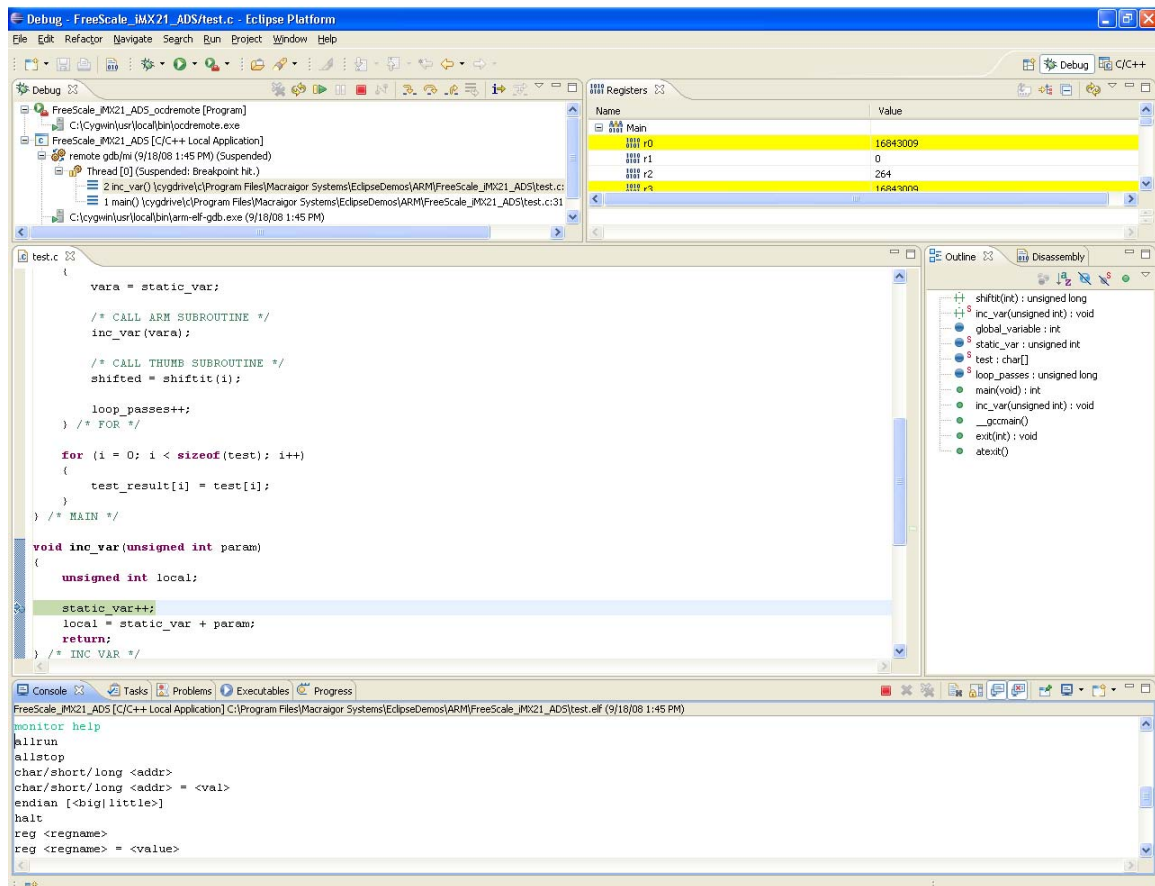 Debug - FreeScale_iMX21_ADS/test.c - Eclipse Platform
File Edit Refactor Navigate Search Run Project Window Help
Debug C/C++
Debug
FreeScale_iMX21_ADS_ocdremote [Program]
C:\Cygwin\usr\local\bin\ocdremote.exe
FreeScale_iMX21_ADS [C/C++ Local Application]
remote gdb/mi (9/18/08 1:45 PM) (Suspended)
Thread [0] (Suspended: Breakpoint hit.)
2 inc_var() \cygdrive\c\Program Files\Macraigor Systems\EclipseDemos\ARM\FreeScale_iMX21_ADS\test.c:
1 main() \cygdrive\c\Program Files\Macraigor Systems\EclipseDemos\ARM\FreeScale_iMX21_ADS\test.c:31
C:\cygwin\usr\local\bin\arm-elf-gdb.exe (9/18/08 1:45 PM)
Registers
Name Value
Main
r0 16843009
r1 0
r2 264
r3 16843009
test.c
{
vara = static_var;
/* CALL ARM SUBROUTINE */
inc_var(vara);
/* CALL THUMB SUBROUTINE */
shifted = shiftit(i);
loop_passes++;
} /* FOR */
for (i = 0; i < sizeof(test); i++)
{
test_result[i] = test[i];
}
} /* MAIN */
void inc_var(unsigned int param)
{
unsigned int local;
static_var++;
local = static_var + param;
return;
} /* INC VAR */
Outline Disassembly
shiftit(int) : unsigned long
inc_var(unsigned int) : void
global_variable : int
static_var : unsigned int
test : char[]
loop_passes : unsigned long
main(void) : int
inc_var(unsigned int) : void
__gccmain()
exit(int) : void
atexit()
Console Tasks Problems Executables Progress
FreeScale_iMX21_ADS [C/C++ Local Application] C:\Program Files\Macraigor Systems\EclipseDemos\ARM\FreeScale_iMX21_ADS\test.elf (9/18/08 1:45 PM)
monitor help
allrun
allstop
char/short/long <addr>
char/short/long <addr> = <val>
endian [<big|little>]
halt
reg <regname>
reg <regname> = <value>